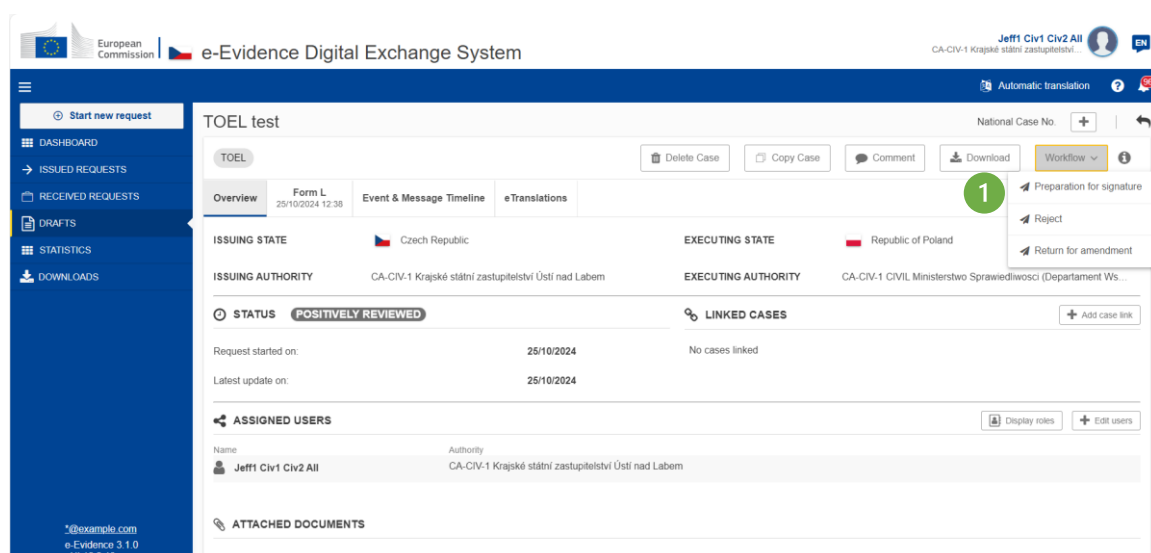 European
Commission
e-Evidence Digital Exchange System
Jeff1 Civ1 Civ2 All
CA-CIV-1 Krajské státní zastupitelství...
EN
Automatic translation
Start new request
DASHBOARD
ISSUED REQUESTS
RECEIVED REQUESTS
DRAFTS
STATISTICS
DOWNLOADS
*@example.com
e-Evidence 3.1.0
TOEL test
National Case No.
TOEL
Delete Case
Copy Case
Comment
Download
Workflow
1
Preparation for signature
Reject
Return for amendment
Overview
Form L
25/10/2024 12:38
Event & Message Timeline
eTranslations
ISSUING STATE
Czech Republic
EXECUTING STATE
Republic of Poland
ISSUING AUTHORITY
CA-CIV-1 Krajské státní zastupitelství Ústí nad Labem
EXECUTING AUTHORITY
CA-CIV-1 CIVIL Ministerstwo Sprawiedliwosci (Departament Ws...
STATUS POSITIVELY REVIEWED
LINKED CASES
Add case link
Request started on: 25/10/2024
No cases linked
Latest update on: 25/10/2024
ASSIGNED USERS
Display roles
Edit users
Name Authority
Jeff1 Civ1 Civ2 All CA-CIV-1 Krajské státní zastupitelství Ústí nad Labem
ATTACHED DOCUMENTS